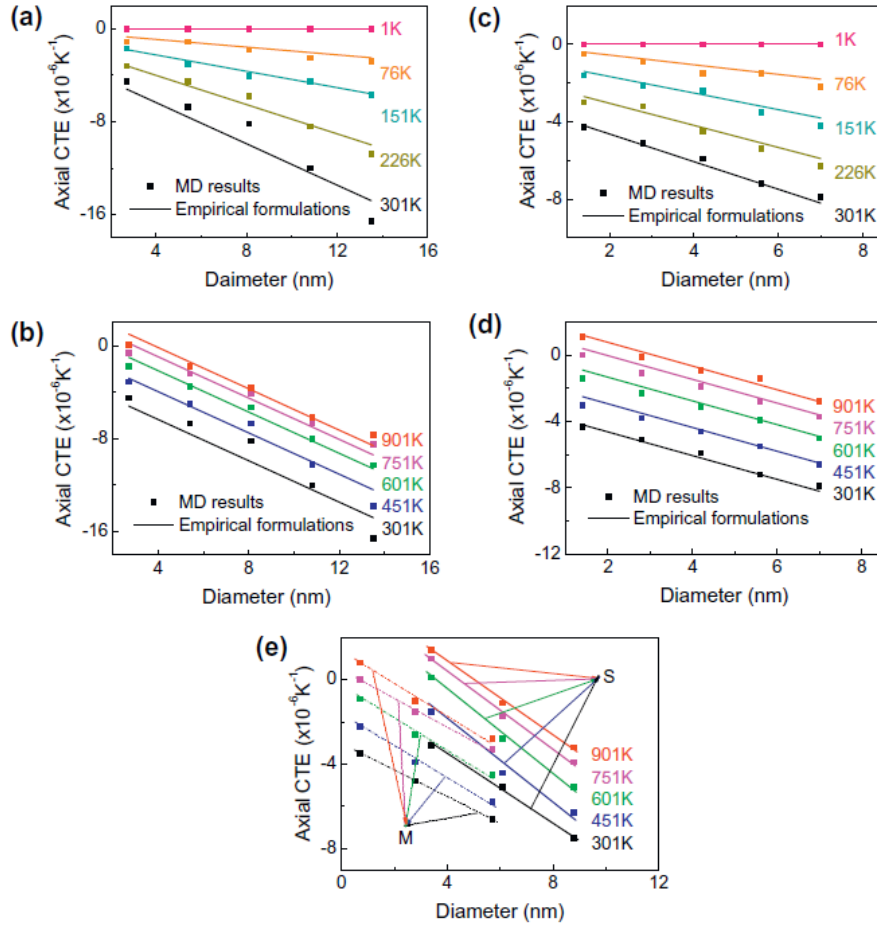 (a)
Axial CTE (x10-6K-1)
0
-8
-16
1K
76K
151K
226K
301K
MD results
Empirical formulations
4 8 12 16
Daimeter (nm)
(c)
Axial CTE (x10-6K-1)
0
-4
-8
1K
76K
151K
226K
301K
MD results
Empirical formulations
2 4 6 8
Diameter (nm)
(b)
Axial CTE (x10-6K-1)
0
-8
-16
901K
751K
601K
451K
301K
MD results
Empirical formulations
4 8 12 16
Diameter (nm)
(d)
Axial CTE (x10-6K-1)
0
-4
-8
-12
901K
751K
601K
451K
301K
MD results
Empirical formulations
2 4 6 8
Diameter (nm)
(e)
Axial CTE (x10-6K-1)
0
-4
-8
S
M
901K
751K
601K
451K
301K
0 4 8 12
Diameter (nm)